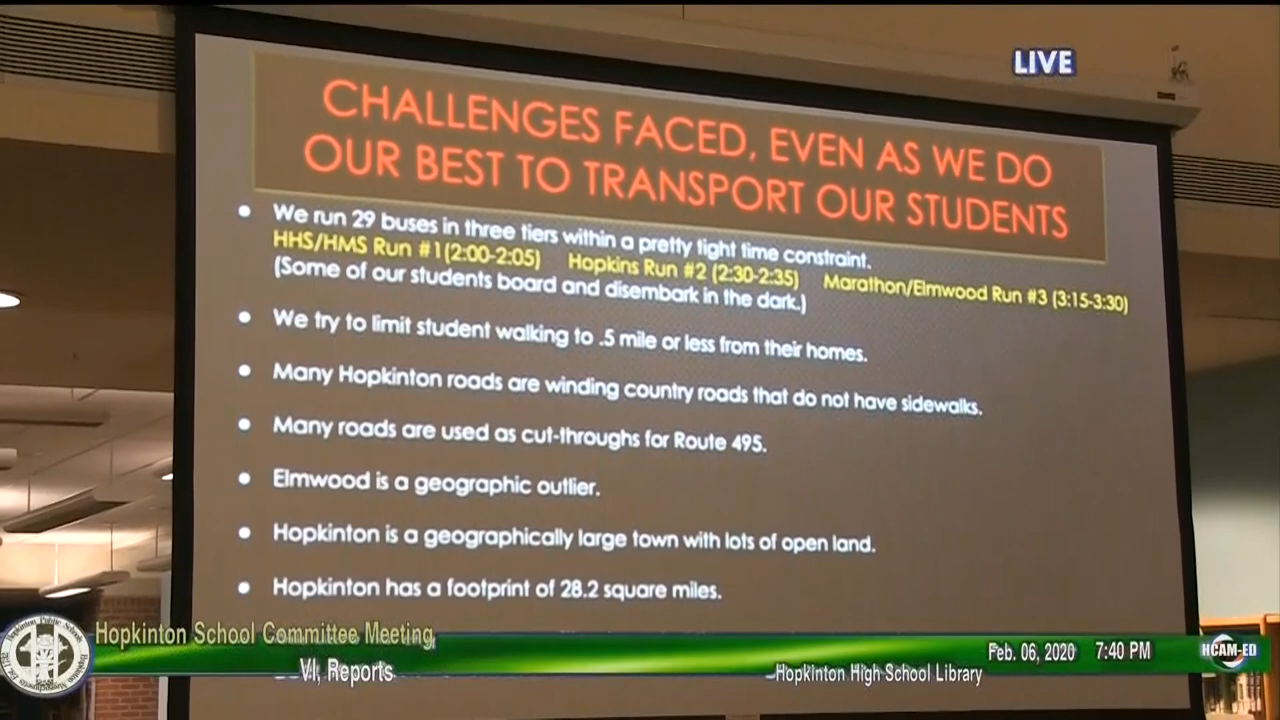 LIVE
CHALLENGES FACED, EVEN AS WE DO
OUR BEST TO TRANSPORT OUR STUDENTS
• We run 29 buses in three tiers within a pretty tight time constraint.
HHS/HMS Run #1(2:00-2:05) Hopkins Run #2 (2:30-2:35) Marathon/Elmwood Run #3 (3:15-3:30)
(Some of our students board and disembark in the dark.)
• We try to limit student walking to .5 mile or less from their homes.
• Many Hopkinton roads are winding country roads that do not have sidewalks.
• Many roads are used as cut-throughs for Route 495.
• Elmwood is a geographic outlier.
• Hopkinton is a geographically large town with lots of open land.
• Hopkinton has a footprint of 28.2 square miles.
Hopkinton School Committee Meeting
Feb. 06, 2020 7:40 PM
HCAM-ED
VI, Reports
Hopkinton High School Library